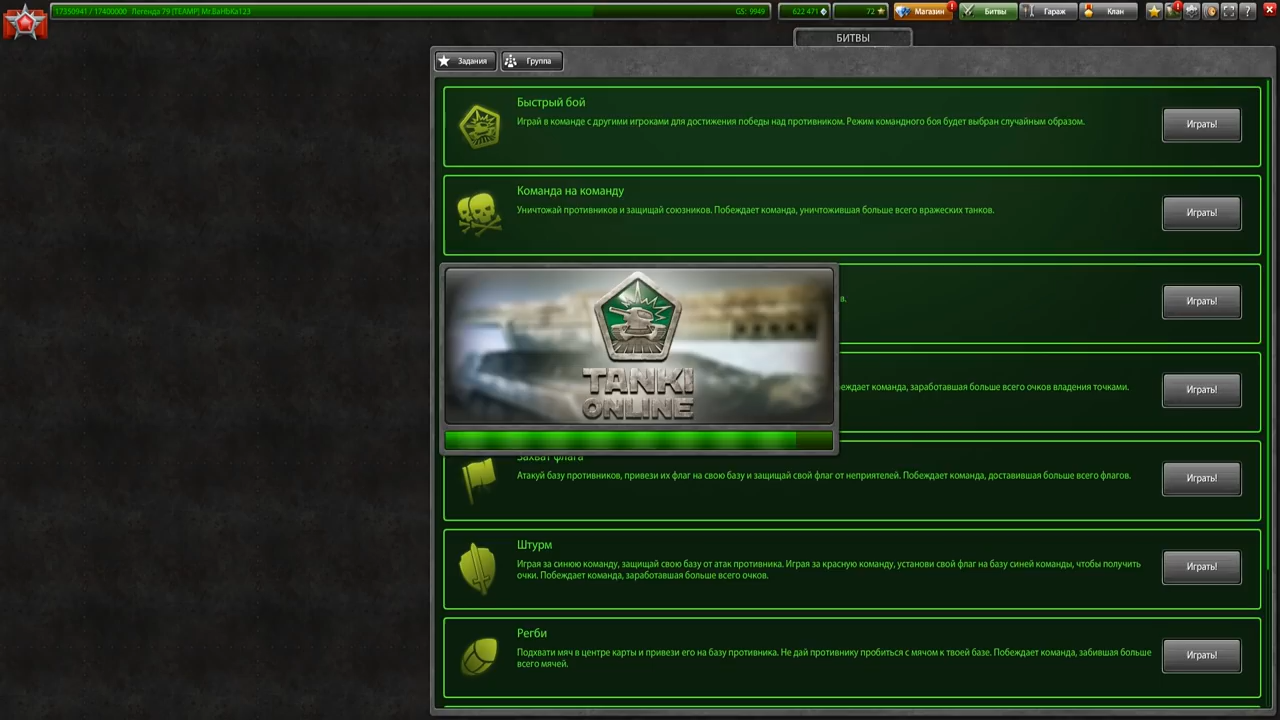 17350941 / 17400000 Легенда 79 [TEAMP] Mr.BaHbKa123
GS: 9949
622 471
72
Магазин
Битвы
Гараж
Клан
?
БИТВЫ
Задания
Группа
Быстрый бой
Играй в команде с другими игроками для достижения победы над противником. Режим командного боя будет выбран случайным образом.
Играть!
Команда на команду
Уничтожай противников и защищай союзников. Побеждает команда, уничтожившая больше всего вражеских танков.
Играть!
в.
Играть!
TANKI
ONLINE
еждает команда, заработавшая больше всего очков владения точками.
Играть!
Захват флага
Атакуй базу противников, привези их флаг на свою базу и защищай свой флаг от неприятелей. Побеждает команда, доставившая больше всего флагов.
Играть!
Штурм
Играя за синюю команду, защищай свою базу от атак противника. Играя за красную команду, установи свой флаг на базу синей команды, чтобы получить
очки. Побеждает команда, заработавшая больше всего очков.
Играть!
Регби
Подхвати мяч в центре карты и привези его на базу противника. Не дай противнику пробиться с мячом к твоей базе. Побеждает команда, забившая больше
всего мячей.
Играть!